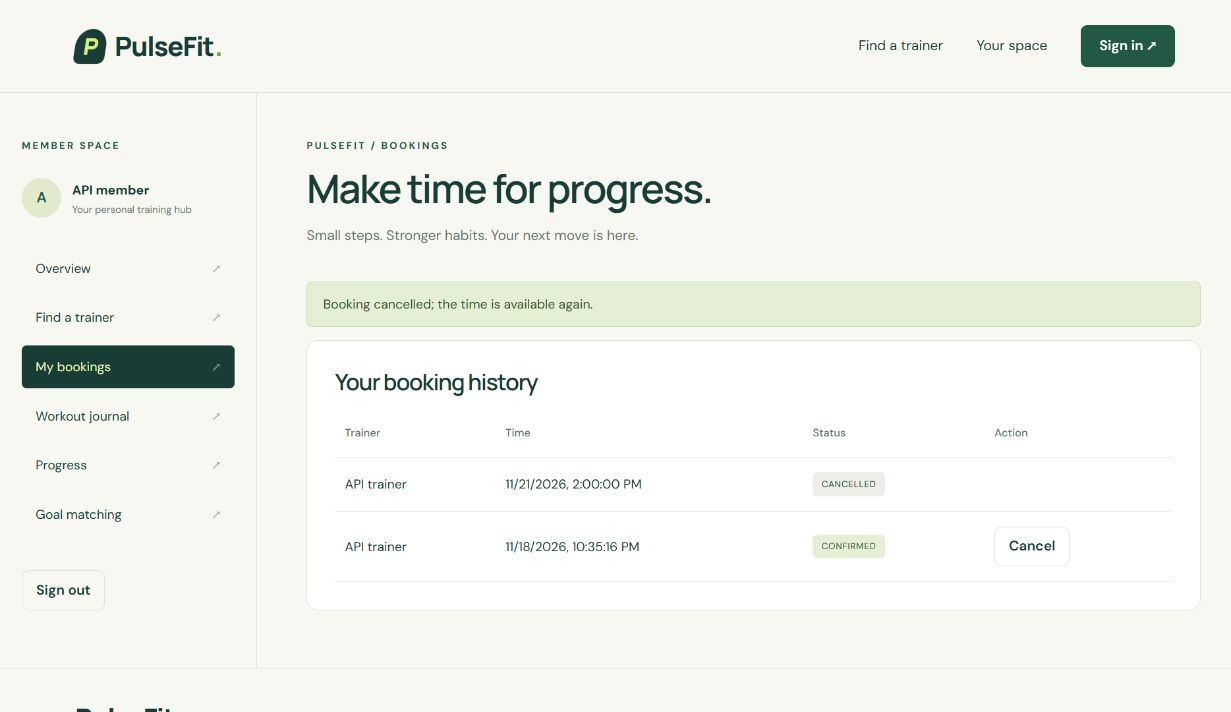 P PulseFit.
Find a trainer
Your space
Sign in ↗
MEMBER SPACE
A
API member
Your personal training hub
Overview ↗
Find a trainer ↗
My bookings ↗
Workout journal ↗
Progress ↗
Goal matching ↗
Sign out
PULSEFIT / BOOKINGS
Make time for progress.
Small steps. Stronger habits. Your next move is here.
Booking cancelled; the time is available again.
Your booking history
Trainer Time Status Action
API trainer 11/21/2026, 2:00:00 PM CANCELLED
API trainer 11/18/2026, 10:35:16 PM CONFIRMED Cancel